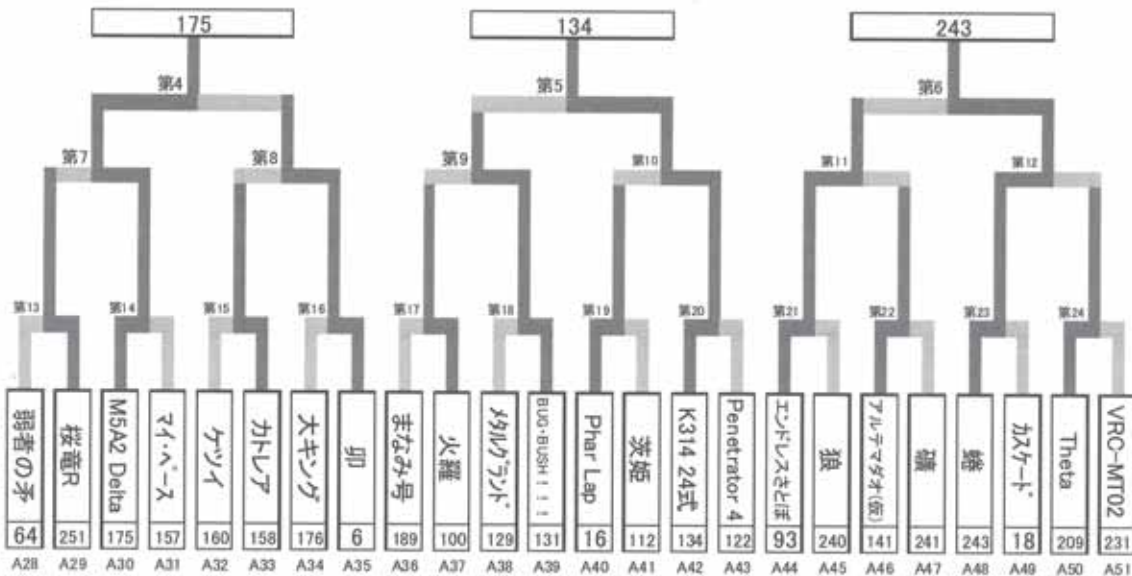 175 134 243
第4 第5 第6
第7 第8 第9 第10 第11 第12
第13 第14 第15 第16 第17 第18 第19 第20 第21 第22 第23 第24
弱者の矛
桜竜R
M5A2 Delta
マイ・ペース
ケツイ
カトレア
大キング
卯
まなみ号
火羅
メタルグランド
BUG・BUSH！！！
Phar Lap
茨姫
K314 24式
Penetrator 4
エンドレスさとほ
狼
アルテマダオ(仮)
礦
蜷
カスケード
Theta
VRC-MT02
64 251 175 157 160 158 176 6 189 100 129 131 16 112 134 122 93 240 141 241 243 18 209 231
A28 A29 A30 A31 A32 A33 A34 A35 A36 A37 A38 A39 A40 A41 A42 A43 A44 A45 A46 A47 A48 A49 A50 A51